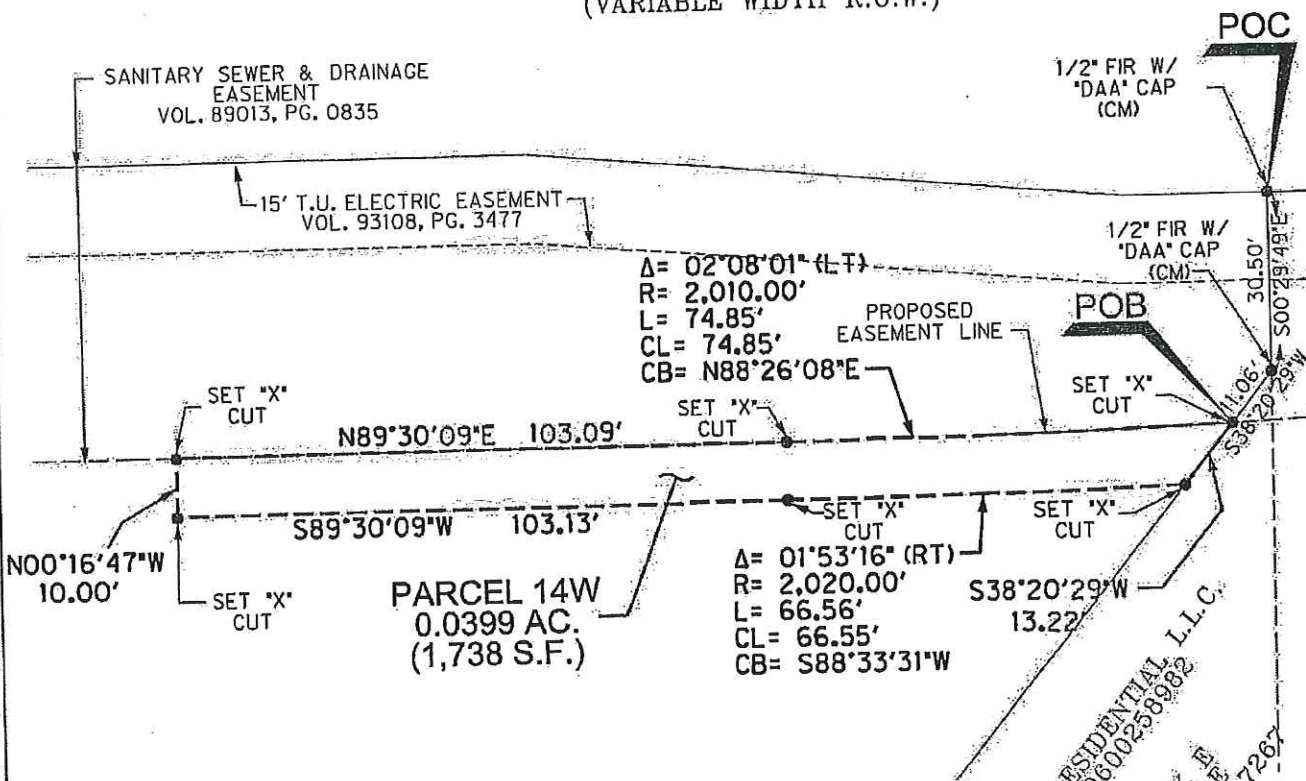 (VARIABLE WIDTH R.O.W.)
POC
SANITARY SEWER & DRAINAGE
EASEMENT
VOL. 89013, PG. 0835
1/2" FIR W/
"DAA" CAP
(CM)
15' T.U. ELECTRIC EASEMENT
VOL. 93108, PG. 3477
1/2" FIR W/
"DAA" CAP
(CM)
30.50'
S00°29'49"E
Δ= 02°08'01" (LT)
R= 2,010.00'
L= 74.85'
CL= 74.85'
CB= N88°26'08"E
PROPOSED
EASEMENT LINE
POB
11.06'
S38°20'29"W
SET "X"
CUT
SET "X"
CUT
SET "X"
CUT
N89°30'09"E 103.09'
S89°30'09"W 103.13'
SET "X"
CUT
SET "X"
CUT
N00°16'47"W
10.00'
SET "X"
CUT
PARCEL 14W
0.0399 AC.
(1,738 S.F.)
Δ= 01°53'16" (RT)
R= 2,020.00'
L= 66.56'
CL= 66.55'
CB= S88°33'31"W
S38°20'29"W
13.22'
ESIDENTIAL L.L.C.
600258982
E
7267